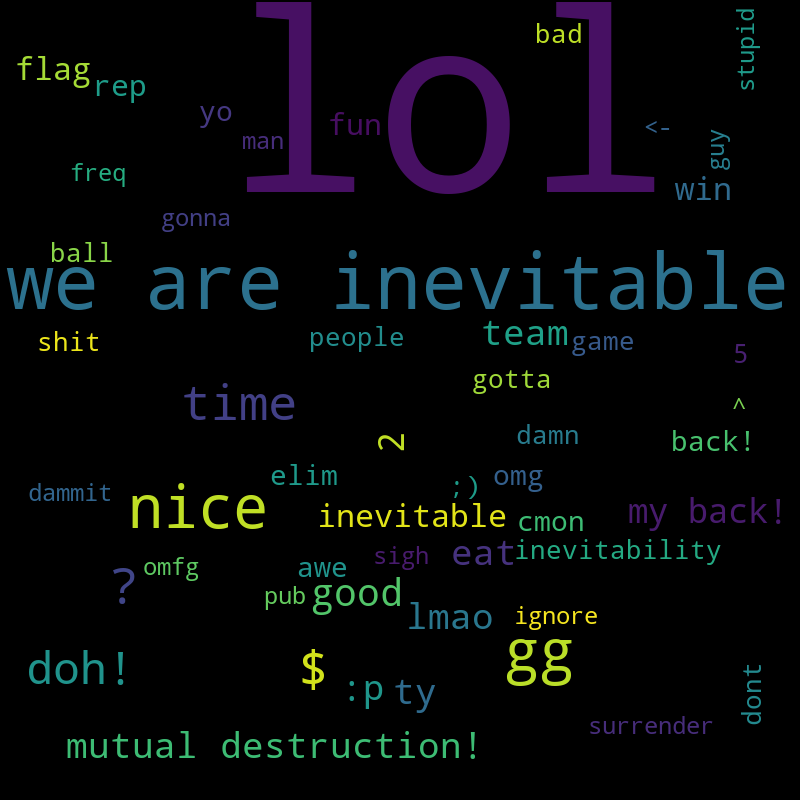 lol
bad
stupid
flag
rep
yo
fun
man
<-
guy
freq
win
gonna
ball
we are inevitable
shit
people
team
game
5
gotta
time
^
2
damn
back!
elim
;)
omg
dammit
nice
inevitable
cmon
my back!
sigh
eat
inevitability
omfg
awe
?
pub
good
lmao
ignore
gg
doh!
$
:p
ty
dont
surrender
mutual destruction!